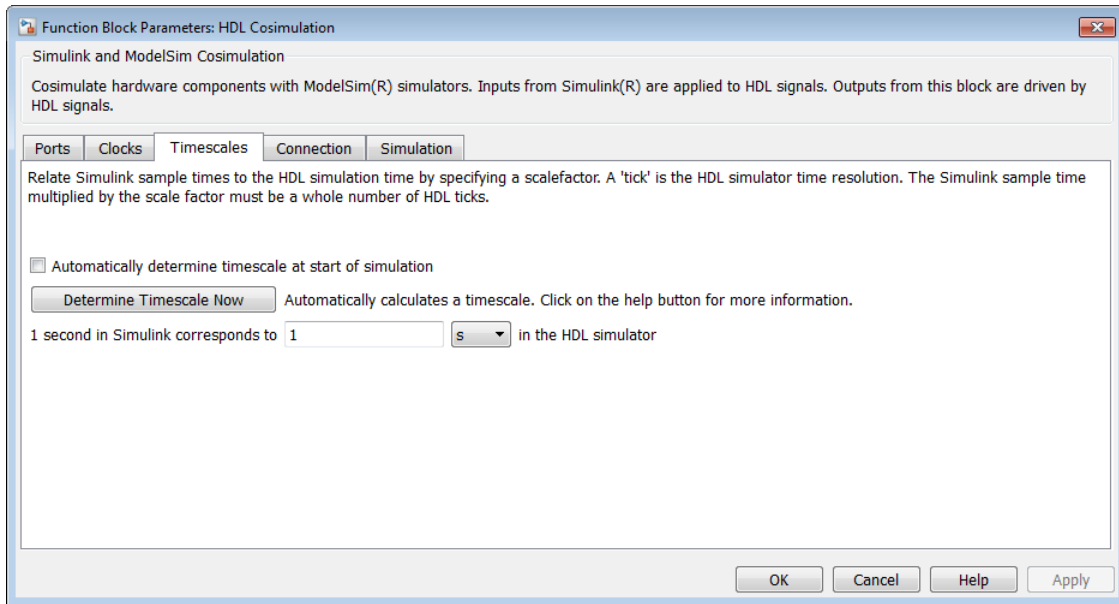 Function Block Parameters: HDL Cosimulation
Simulink and ModelSim Cosimulation
Cosimulate hardware components with ModelSim(R) simulators. Inputs from Simulink(R) are applied to HDL signals. Outputs from this block are driven by
HDL signals.
Ports Clocks Timescales Connection Simulation
Relate Simulink sample times to the HDL simulation time by specifying a scalefactor. A 'tick' is the HDL simulator time resolution. The Simulink sample time
multiplied by the scale factor must be a whole number of HDL ticks.
Automatically determine timescale at start of simulation
Determine Timescale Now Automatically calculates a timescale. Click on the help button for more information.
1 second in Simulink corresponds to 1 s in the HDL simulator
OK Cancel Help Apply